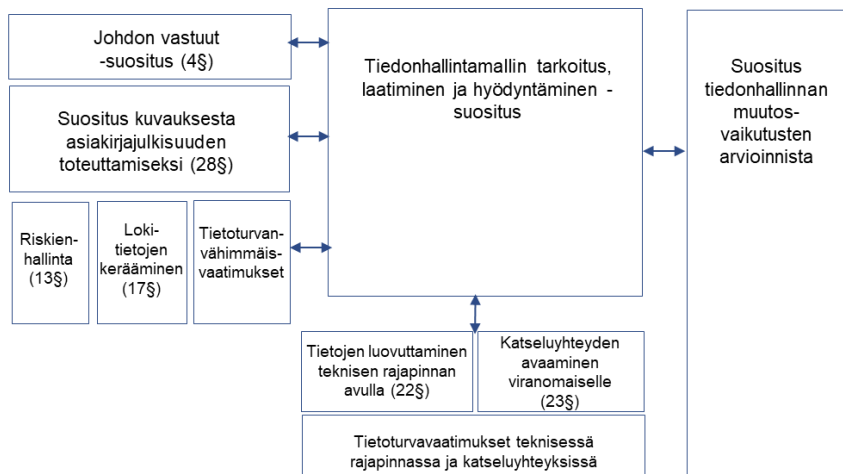 Johdon vastuut
-suositus (4§)
Suositus kuvauksesta
asiakirjajulkisuuden
toteuttamiseksi (28§)
Riskien-
hallinta
(13§)
Loki-
tietojen
kerääminen
(17§)
Tietoturvan-
vähimmäis-
vaatimukset
Tiedonhallintamallin tarkoitus,
laatiminen ja hyödyntäminen -
suositus
Tietojen luovuttaminen
teknisen rajapinnan
avulla (22§)
Katseluyhteyden
avaaminen
viranomaiselle
(23§)
Tietoturvavaatimukset teknisessä
rajapinnassa ja katseluyhteyksissä
Suositus
tiedonhallinnan
muutos-
vaikutusten
arvioinnista